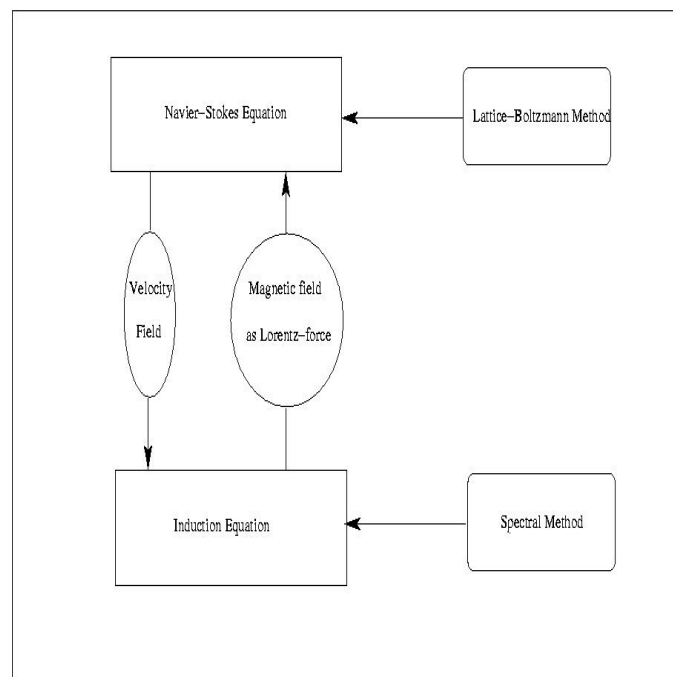 Navier–Stokes Equation
Lattice–Boltzmann Method
Velocity
Field
Magnetic field
as Lorentz–force
Induction Equation
Spectral Method